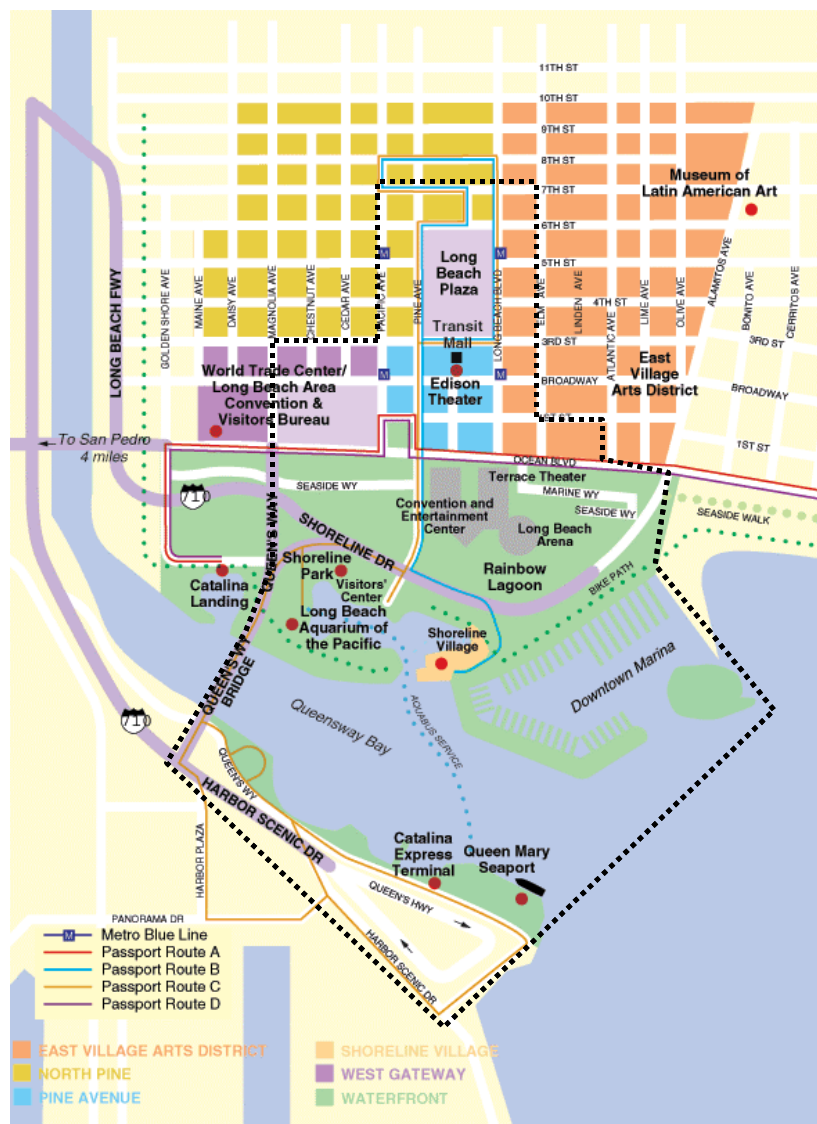 11TH ST
10TH ST
9TH ST
8TH ST
7TH ST
6TH ST
5TH ST
4TH ST
3RD ST
BROADWAY
1ST ST
Museum of
Latin American Art
LONG BEACH FWY
GOLDEN SHORE AVE
MAINE AVE
DAISY AVE
MAGNOLIA AVE
CHESTNUT AVE
CEDAR AVE
PACIFIC AVE
PINE AVE
LONG BEACH BLVD
ELM AVE
LINDEN AVE
ATLANTIC AVE
LIME AVE
OLIVE AVE
ALAMITOS AVE
BONITO AVE
CERRITOS AVE
3RD ST
BROADWAY
1ST ST
M
M
M
M
Long
Beach
Plaza
Transit
Mall
Edison
Theater
East
Village
Arts District
World Trade Center/
Long Beach Area
Convention &
Visitors Bureau
To San Pedro
4 miles
OCEAN BLVD
Terrace Theater
MARINE WY
SEASIDE WY
SEASIDE WY
SEASIDE WALK
710
QUEEN'S WAY
SHORELINE DR
Convention and
Entertainment
Center
Long Beach
Arena
Rainbow
Lagoon
BIKE PATH
Shoreline
Park
Visitors'
Center
Catalina
Landing
Long Beach
Aquarium of
the Pacific
Shoreline
Village
Downtown Marina
QUEEN'S WY
BRIDGE
Queensway Bay
AQUABUS SERVICE
710
QUEEN'S WY
HARBOR SCENIC DR
HARBOR PLAZA
Catalina
Express
Terminal
Queen Mary
Seaport
QUEEN'S HWY
HARBOR SCENIC DR
PANORAMA DR
M Metro Blue Line
Passport Route A
Passport Route B
Passport Route C
Passport Route D
EAST VILLAGE ARTS DISTRICT
NORTH PINE
PINE AVENUE
SHORELINE VILLAGE
WEST GATEWAY
WATERFRONT